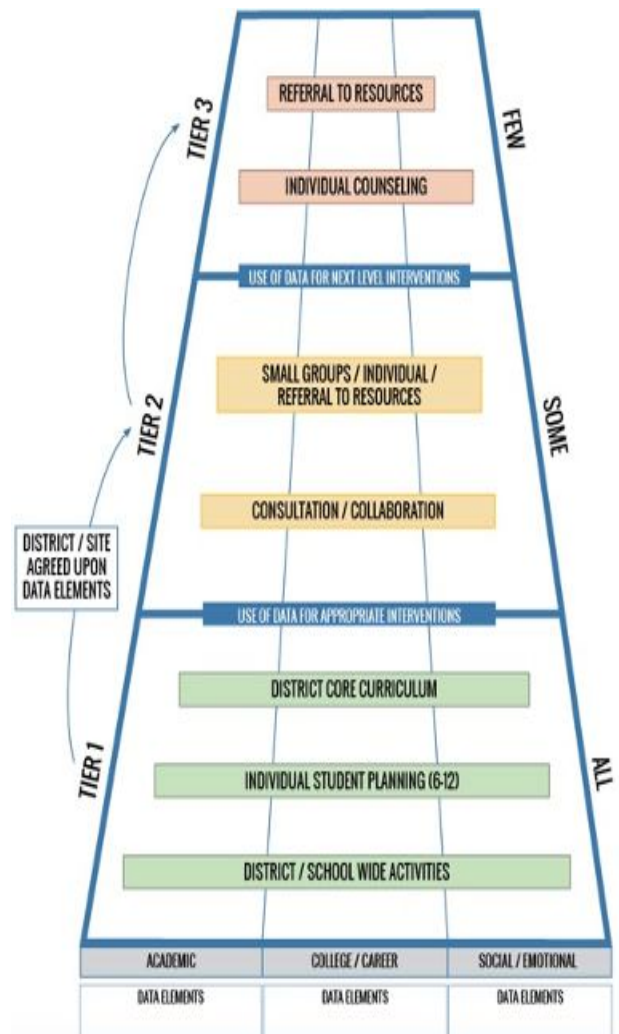 TIER 3
FEW
REFERRAL TO RESOURCES
INDIVIDUAL COUNSELING
USE OF DATA FOR NEXT LEVEL INTERVENTIONS
TIER 2
SOME
SMALL GROUPS / INDIVIDUAL /
REFERRAL TO RESOURCES
CONSULTATION / COLLABORATION
DISTRICT / SITE
AGREED UPON
DATA ELEMENTS
USE OF DATA FOR APPROPRIATE INTERVENTIONS
TIER 1
ALL
DISTRICT CORE CURRICULUM
INDIVIDUAL STUDENT PLANNING (6-12)
DISTRICT / SCHOOL WIDE ACTIVITIES
ACADEMIC
COLLEGE / CAREER
SOCIAL / EMOTIONAL
DATA ELEMENTS
DATA ELEMENTS
DATA ELEMENTS